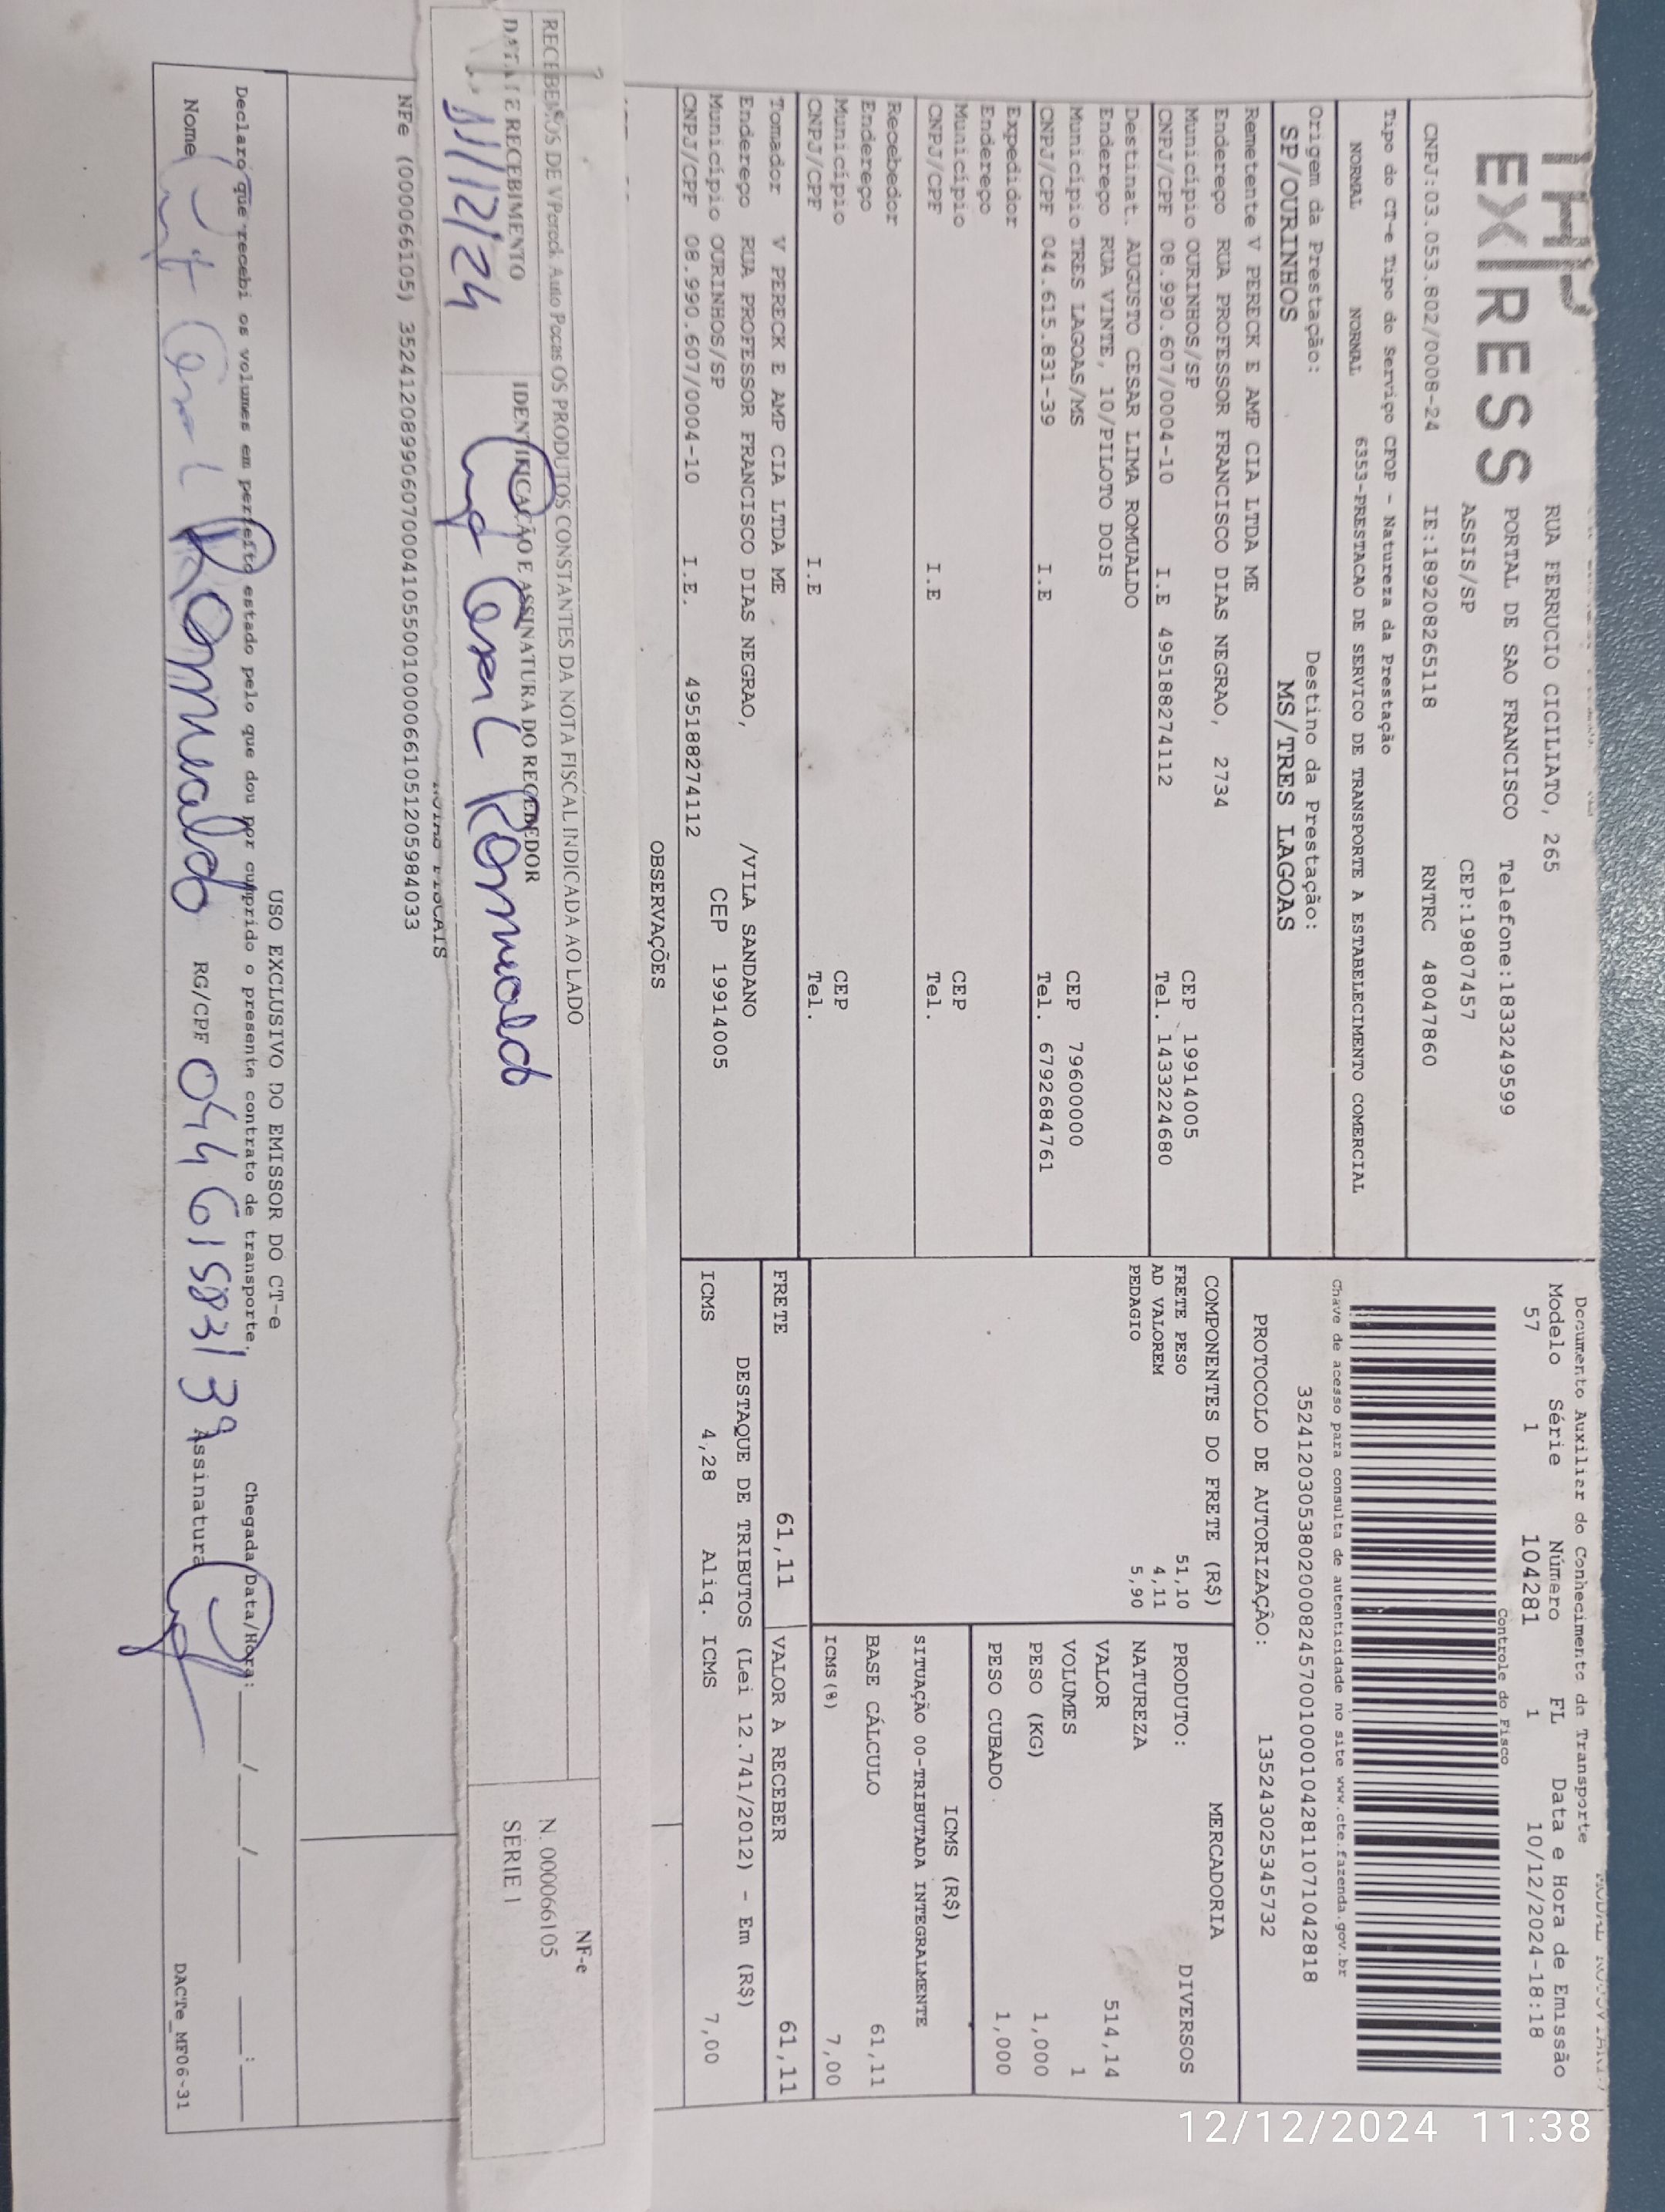 EXPRESS
RUA FERRUCIO CICILIATO, 265
PORTAL DE SAO FRANCISCO Telefone:1833249599
ASSIS/SP CEP:19807457
CNPJ:03.053.802/0008-24 IE:189208265118 RNTRC 48047860
Tipo do CT-e Tipo do Serviço CFOP - Natureza da Prestação
NORMAL NORMAL 6353-PRESTACAO DE SERVICO DE TRANSPORTE A ESTABELECIMENTO COMERCIAL
Origem da Prestação: Destino da Prestação:
SP/OURINHOS MS/TRES LAGOAS
Remetente V PERECK E AMP CIA LTDA ME
Endereço RUA PROFESSOR FRANCISCO DIAS NEGRAO, 2734
Município OURINHOS/SP CEP 19914005
CNPJ/CPF 08.990.607/0004-10 I.E 495188274112 Tel. 1433224680
Destinat. AUGUSTO CESAR LIMA ROMUALDO
Endereço RUA VINTE, 10/PILOTO DOIS
Município TRES LAGOAS/MS CEP 79600000
CNPJ/CPF 044.615.831-39 I.E Tel. 67926847​61
Expedidor
Endereço
Município CEP
CNPJ/CPF I.E Tel.
Recebedor
Endereço
Município CEP
CNPJ/CPF I.E Tel.
Tomador V PERECK E AMP CIA LTDA ME
Endereço RUA PROFESSOR FRANCISCO DIAS NEGRAO, /VILA SANDANO
Município OURINHOS/SP CEP 19914005
CNPJ/CPF 08.990.607/0004-10 I.E. 495188274112
Documento Auxiliar do Conhecimento de Transporte
Modelo Série Número FL Data e Hora de Emissão
57 1 104281 1 10/12/2024-18:18
Controle do Fisco
Chave de acesso para consulta de autenticidade no site www.cte.fazenda.gov.br
35241203053802000824570010001042811071042818
PROTOCOLO DE AUTORIZAÇÃO: 135243025345732
COMPONENTES DO FRETE (R$)
FRETE PESO 51,10
AD VALOREM 4,11
PEDAGIO 5,90
MERCADORIA
PRODUTO: DIVERSOS
NATUREZA
VALOR 514,14
VOLUMES 1
PESO (KG) 1,000
PESO CUBADO 1,000
ICMS (R$)
SITUAÇÃO 00-TRIBUTADA INTEGRALMENTE
BASE CÁLCULO 61,11
ICMS(%) 7,00
FRETE 61,11 VALOR A RECEBER 61,11
DESTAQUE DE TRIBUTOS (Lei 12.741/2012) - Em (R$)
ICMS 4,28 Aliq. ICMS 7,00
OBSERVAÇÕES
RECEBEMOS DE VPereck Auto Pecas OS PRODUTOS CONSTANTES DA NOTA FISCAL INDICADA AO LADO
DATA DE RECEBIMENTO IDENTIFICAÇÃO E ASSINATURA DO RECEBEDOR
11/12/24 Cesar L Romualdo
NF-e
N. 000066105
SERIE 1
NFe (000066105) 35241208990607000410550010000661051205984033
USO EXCLUSIVO DO EMISSOR DO CT-e
Declaro que recebi os volumes em perfeito estado pelo que dou por cumprido o presente contrato de transporte. Chegada Data/Hora: ___/___/_____ ___:___
Nome Cesar L Romualdo RG/CPF 04461583139 Assinatura
DACTe_MF06-31
12/12/2024 11:38